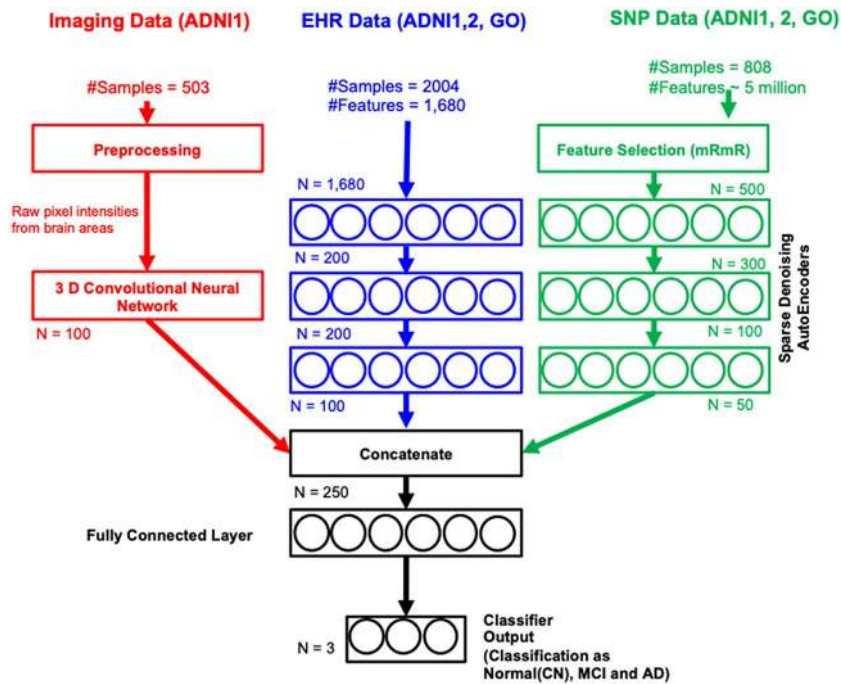 Imaging Data (ADNI1)
#Samples = 503
Preprocessing
Raw pixel intensities
from brain areas
3 D Convolutional Neural
Network
N = 100
EHR Data (ADNI1,2, GO)
#Samples = 2004
#Features = 1,680
N = 1,680
N = 200
N = 200
N = 100
SNP Data (ADNI1, 2, GO)
#Samples = 808
#Features ~ 5 million
Feature Selection (mRmR)
N = 500
N = 300
N = 100
N = 50
Sparse Denoising
AutoEncoders
Concatenate
N = 250
Fully Connected Layer
N = 3
Classifier
Output
(Classification as
Normal(CN), MCI and AD)